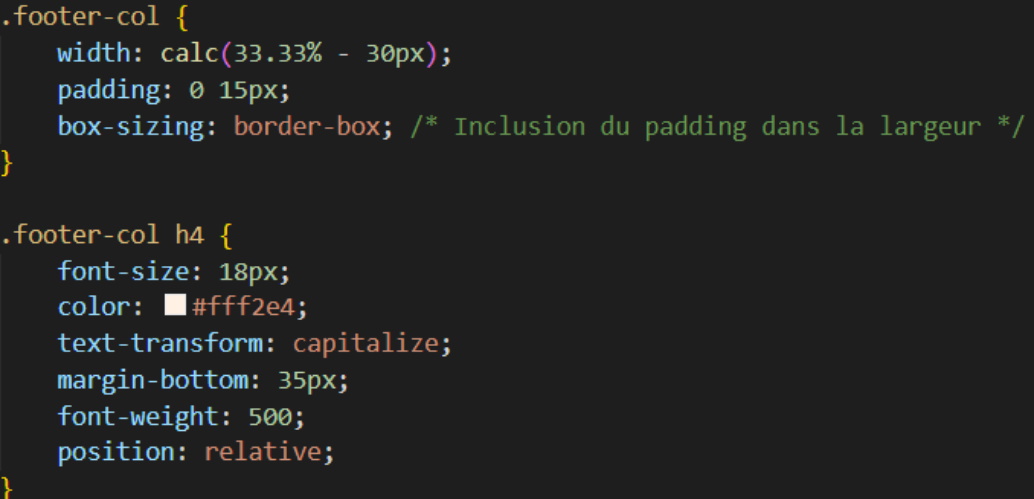 .footer-col {
    width: calc(33.33% - 30px);
    padding: 0 15px;
    box-sizing: border-box; /* Inclusion du padding dans la largeur */
}

.footer-col h4 {
    font-size: 18px;
    color: #fff2e4;
    text-transform: capitalize;
    margin-bottom: 35px;
    font-weight: 500;
    position: relative;
}